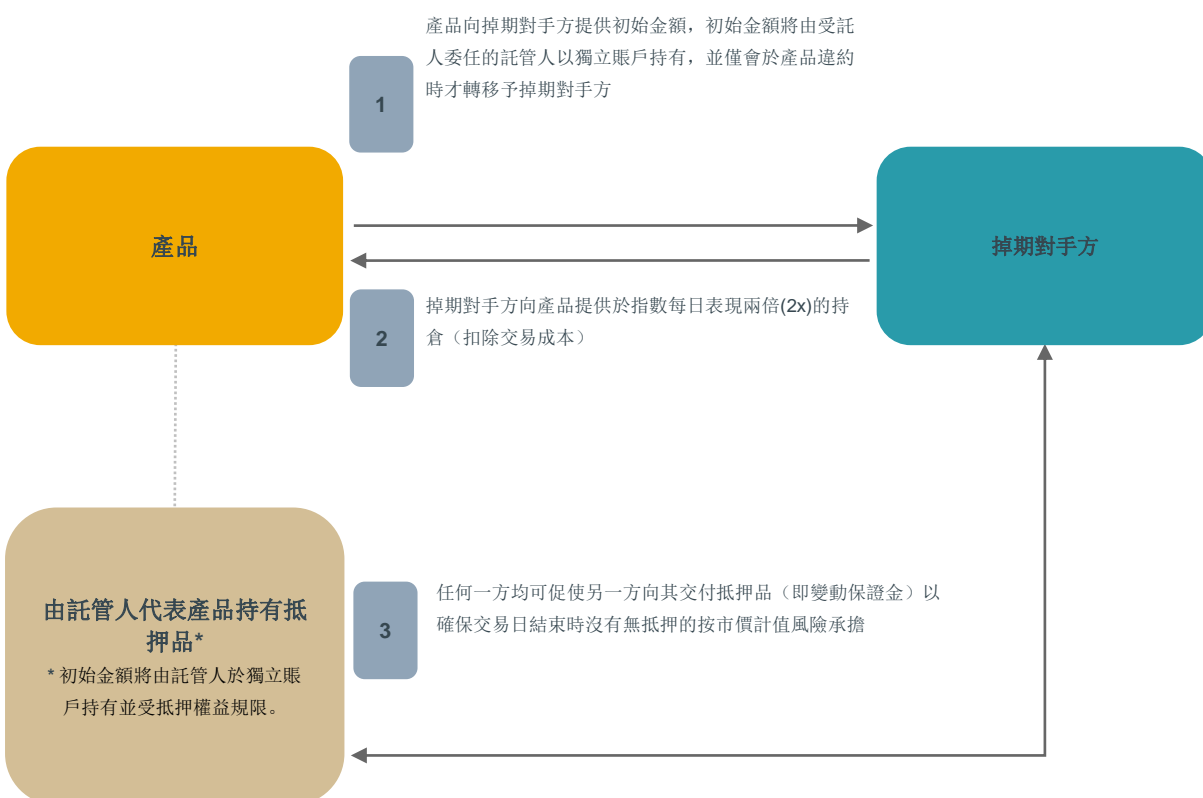 產品向掉期對手方提供初始金額，初始金額將由受託
人委任的託管人以獨立賬戶持有，並僅會於產品違約
時才轉移予掉期對手方
1
產品
掉期對手方
2
掉期對手方向產品提供於指數每日表現兩倍(2x)的持
倉（扣除交易成本）
由託管人代表產品持有抵
押品*
* 初始金額將由託管人於獨立賬
戶持有並受抵押權益規限。
3
任何一方均可促使另一方向其交付抵押品（即變動保證金）以
確保交易日結束時沒有無抵押的按市價計值風險承擔